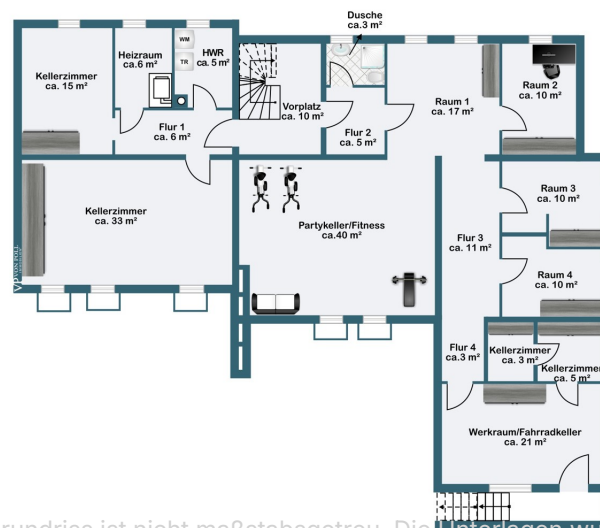 Dusche
ca.3 m²
WM
TR
HWR
ca. 5 m²
Heizraum
ca.6 m²
Kellerzimmer
ca. 15 m²
Raum 2
ca. 10 m²
Vorplatz
ca. 10 m²
Raum 1
ca. 17 m²
Flur 1
ca. 6 m²
Flur 2
ca. 5 m²
Raum 3
ca. 10 m²
Kellerzimmer
ca. 33 m²
Partykeller/Fitness
ca.40 m²
Flur 3
ca. 11 m²
VP VON POLL
Raum 4
ca. 10 m²
Flur 4
ca.3 m²
Kellerzimmer
ca. 3 m²
Kellerzimmer
ca. 5 m²
Werkraum/Fahrradkeller
ca. 21 m²
rundriss ist nicht maßstabsgetreu. Die Unterlagen wu